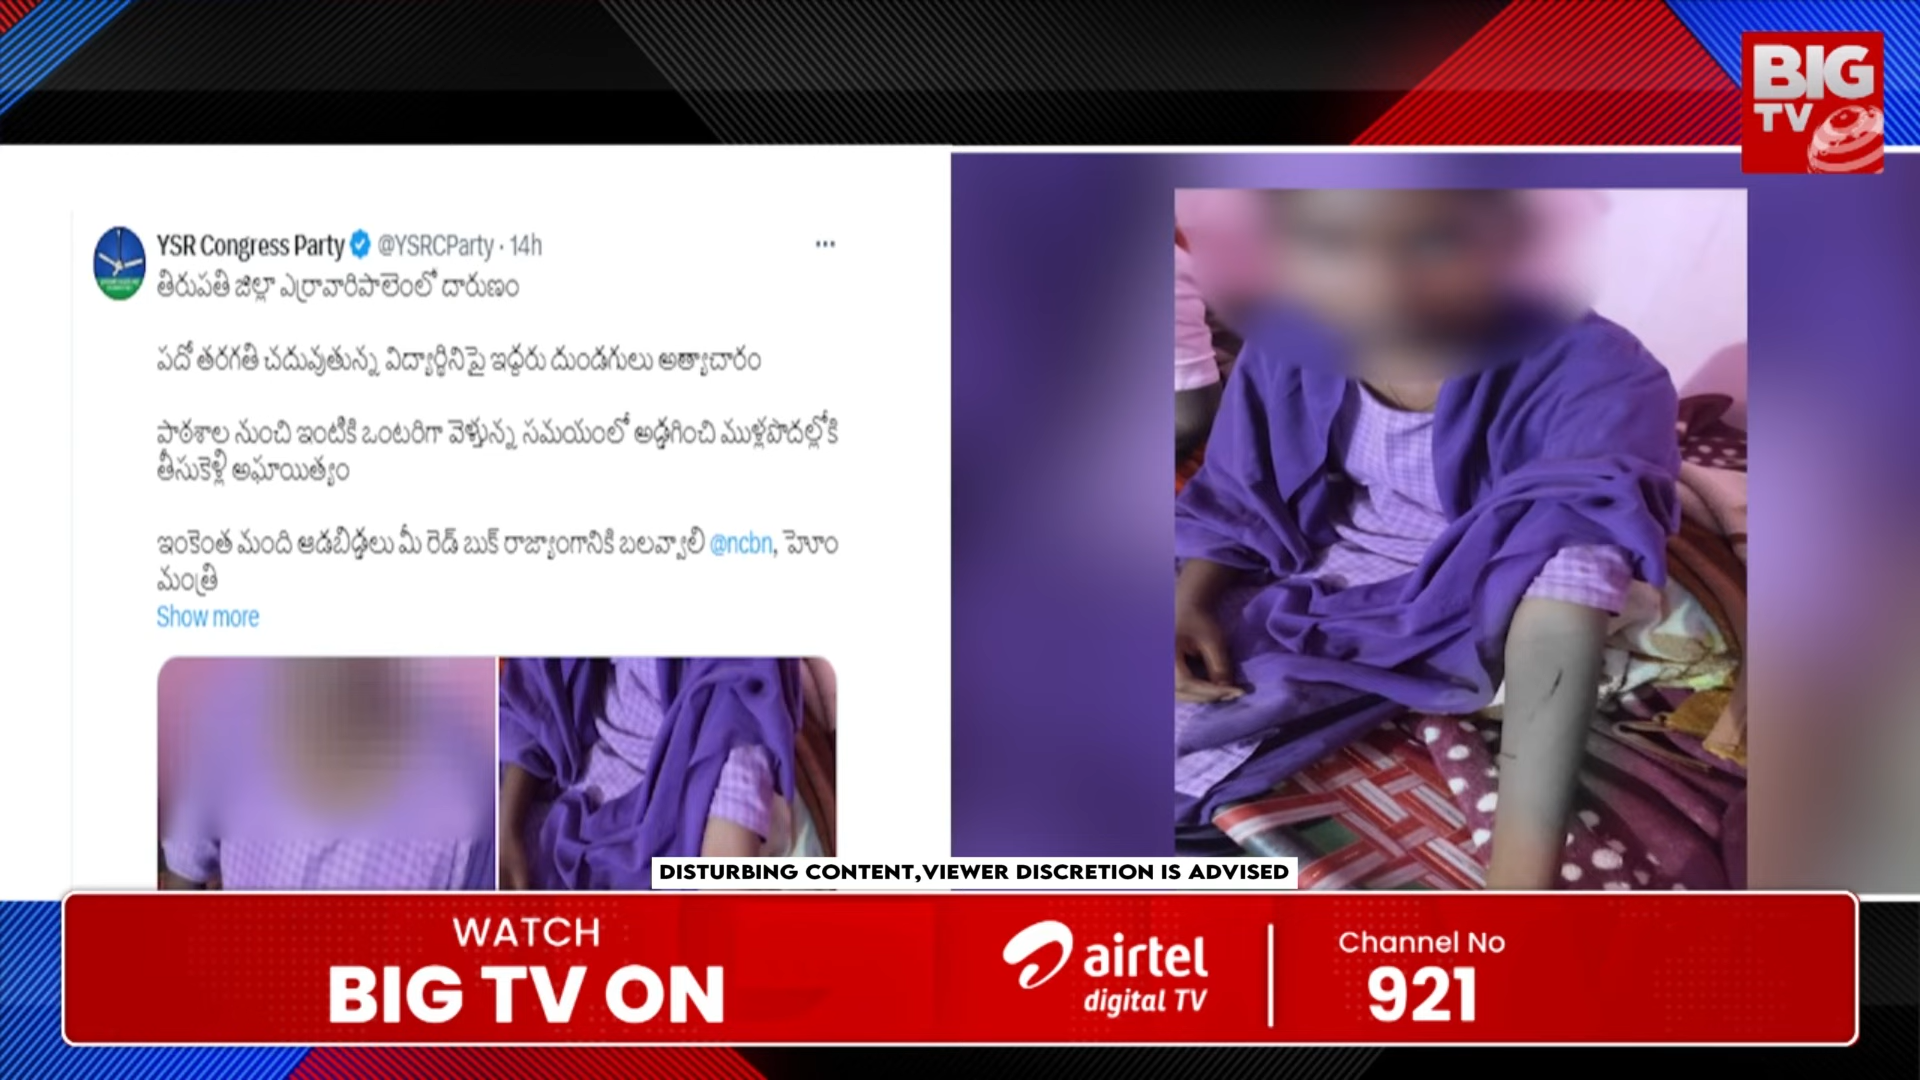 BIG
TV
YSR Congress Party @YSRCParty · 14h
తిరుపతి జిల్లా ఎర్రావారిపాలెంలో దారుణం
పదో తరగతి చదువుతున్న విద్యార్థినిపై ఇద్దరు దుండగులు అత్యాచారం
పాఠశాల నుంచి ఇంటికి ఒంటరిగా వెళ్తున్న సమయంలో అడ్డగించి ముళ్లపొదల్లోకి
తీసుకెళ్లి అఘాయిత్యం
ఇంకెంత మంది ఆడబిడ్డలు మీ రెడ్ బుక్ రాజ్యాంగానికి బలవ్వాలి @ncbn, హెూం
మంత్రి
Show more
DISTURBING CONTENT,VIEWER DISCRETION IS ADVISED
WATCH
BIG TV ON
airtel
digital TV
Channel No
921